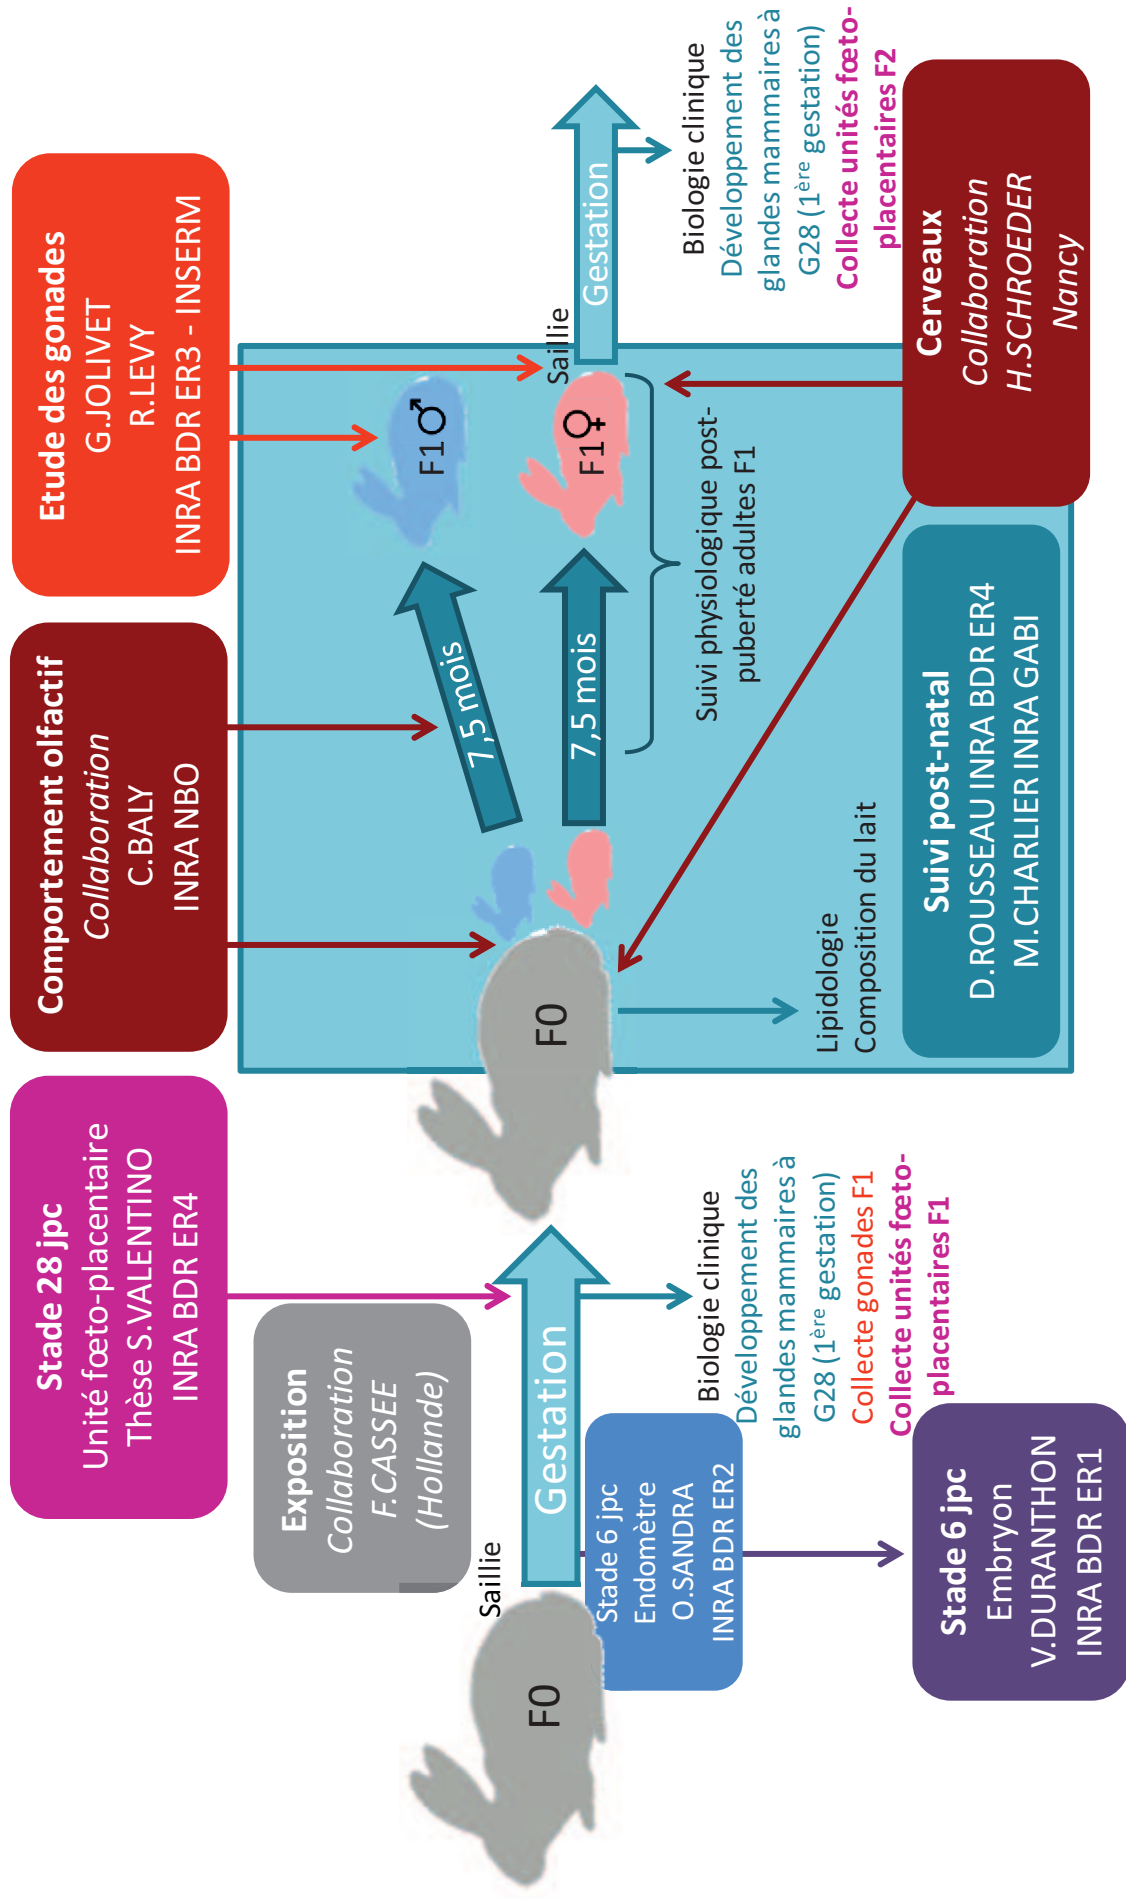 Stade 28 jpc
Unité fœto-placentaire
Thèse S.VALENTINO
INRA BDR ER4
Comportement olfactif
Collaboration
C.BALY
INRA NBO
Etude des gonades
G.JOLIVET
R.LEVY
INRA BDR ER3 - INSERM
Exposition
Collaboration
F.CASSEE
(Hollande)
Saillie
F0
Gestation
F0
7,5 mois
7,5 mois
F1♂
F1♀
Saillie
Gestation
Stade 6 jpc
Endomètre
O.SANDRA
INRA BDR ER2
Stade 6 jpc
Embryon
V.DURANTHON
INRA BDR ER1
Biologie clinique
Développement des
glandes mammaires à
G28 (1ère gestation)
Collecte gonades F1
Collecte unités fœto-
placentaires F1
Lipidologie
Composition du lait
Suivi physiologique post-
puberté adultes F1
Suivi post-natal
D.ROUSSEAU INRA BDR ER4
M.CHARLIER INRA GABI
Cerveaux
Collaboration
H.SCHROEDER
Nancy
Biologie clinique
Développement des
glandes mammaires à
G28 (1ère gestation)
Collecte unités fœto-
placentaires F2